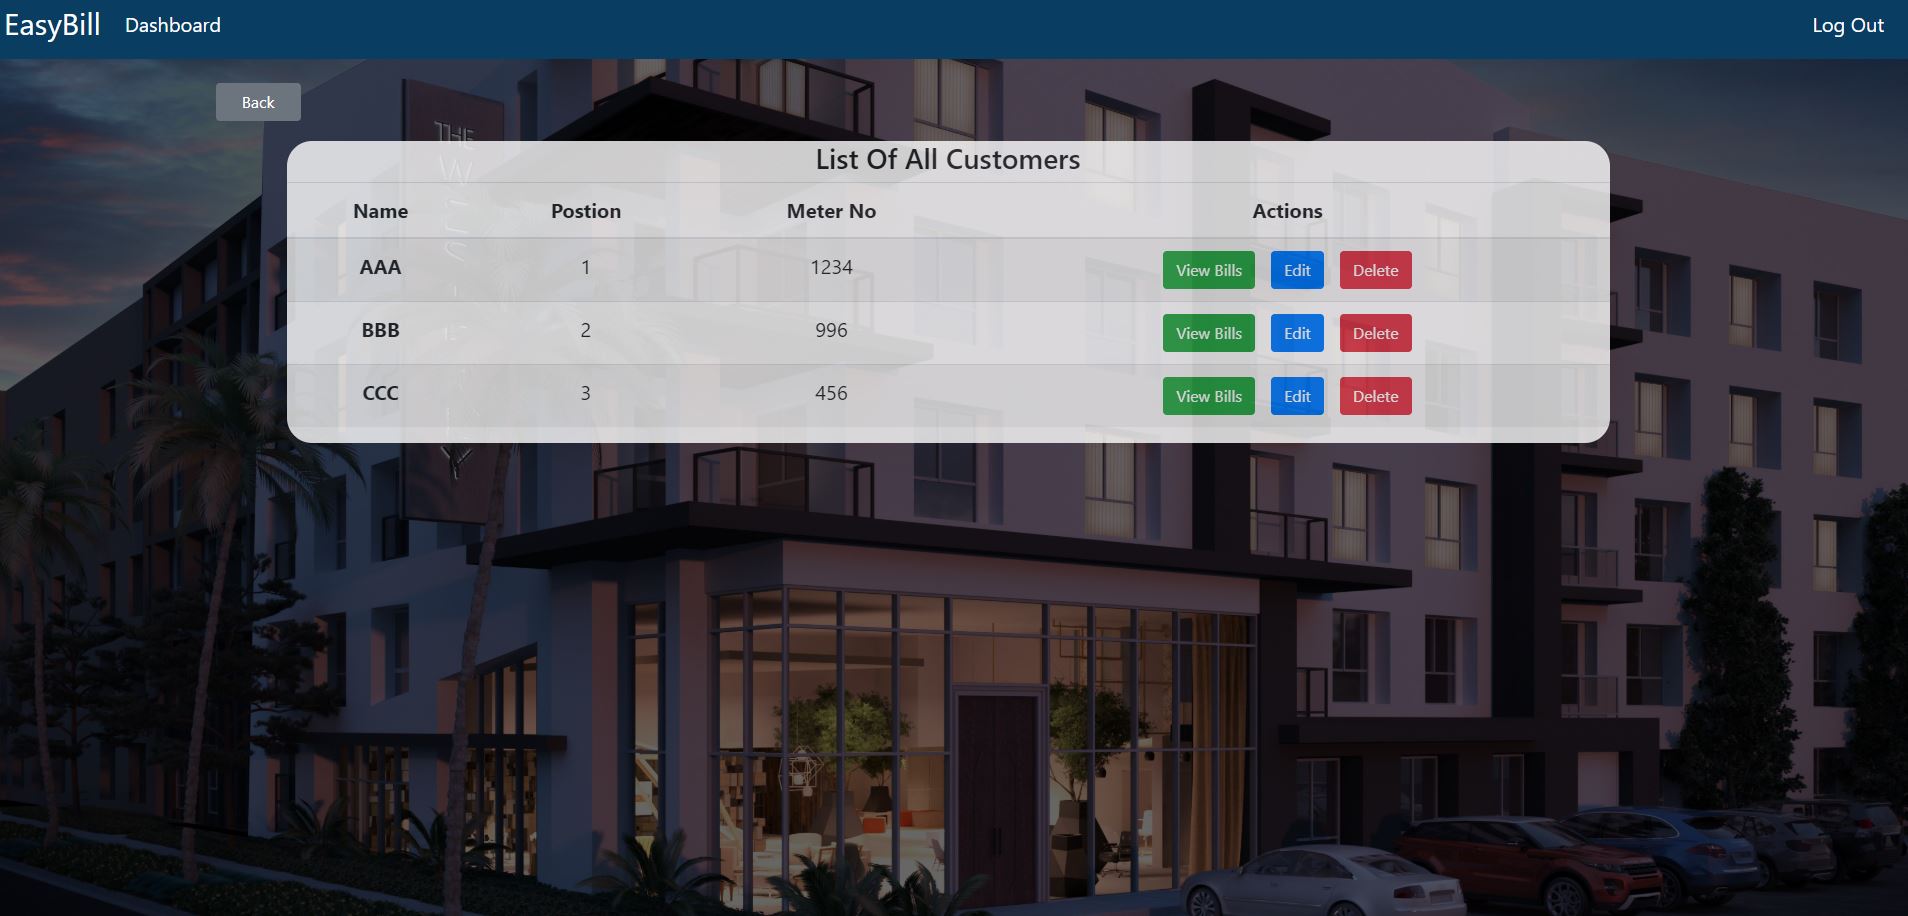 EasyBill Dashboard Log Out
Back
List Of All Customers
Name Postion Meter No Actions
AAA 1 1234 View Bills Edit Delete
BBB 2 996 View Bills Edit Delete
CCC 3 456 View Bills Edit Delete
THE
W